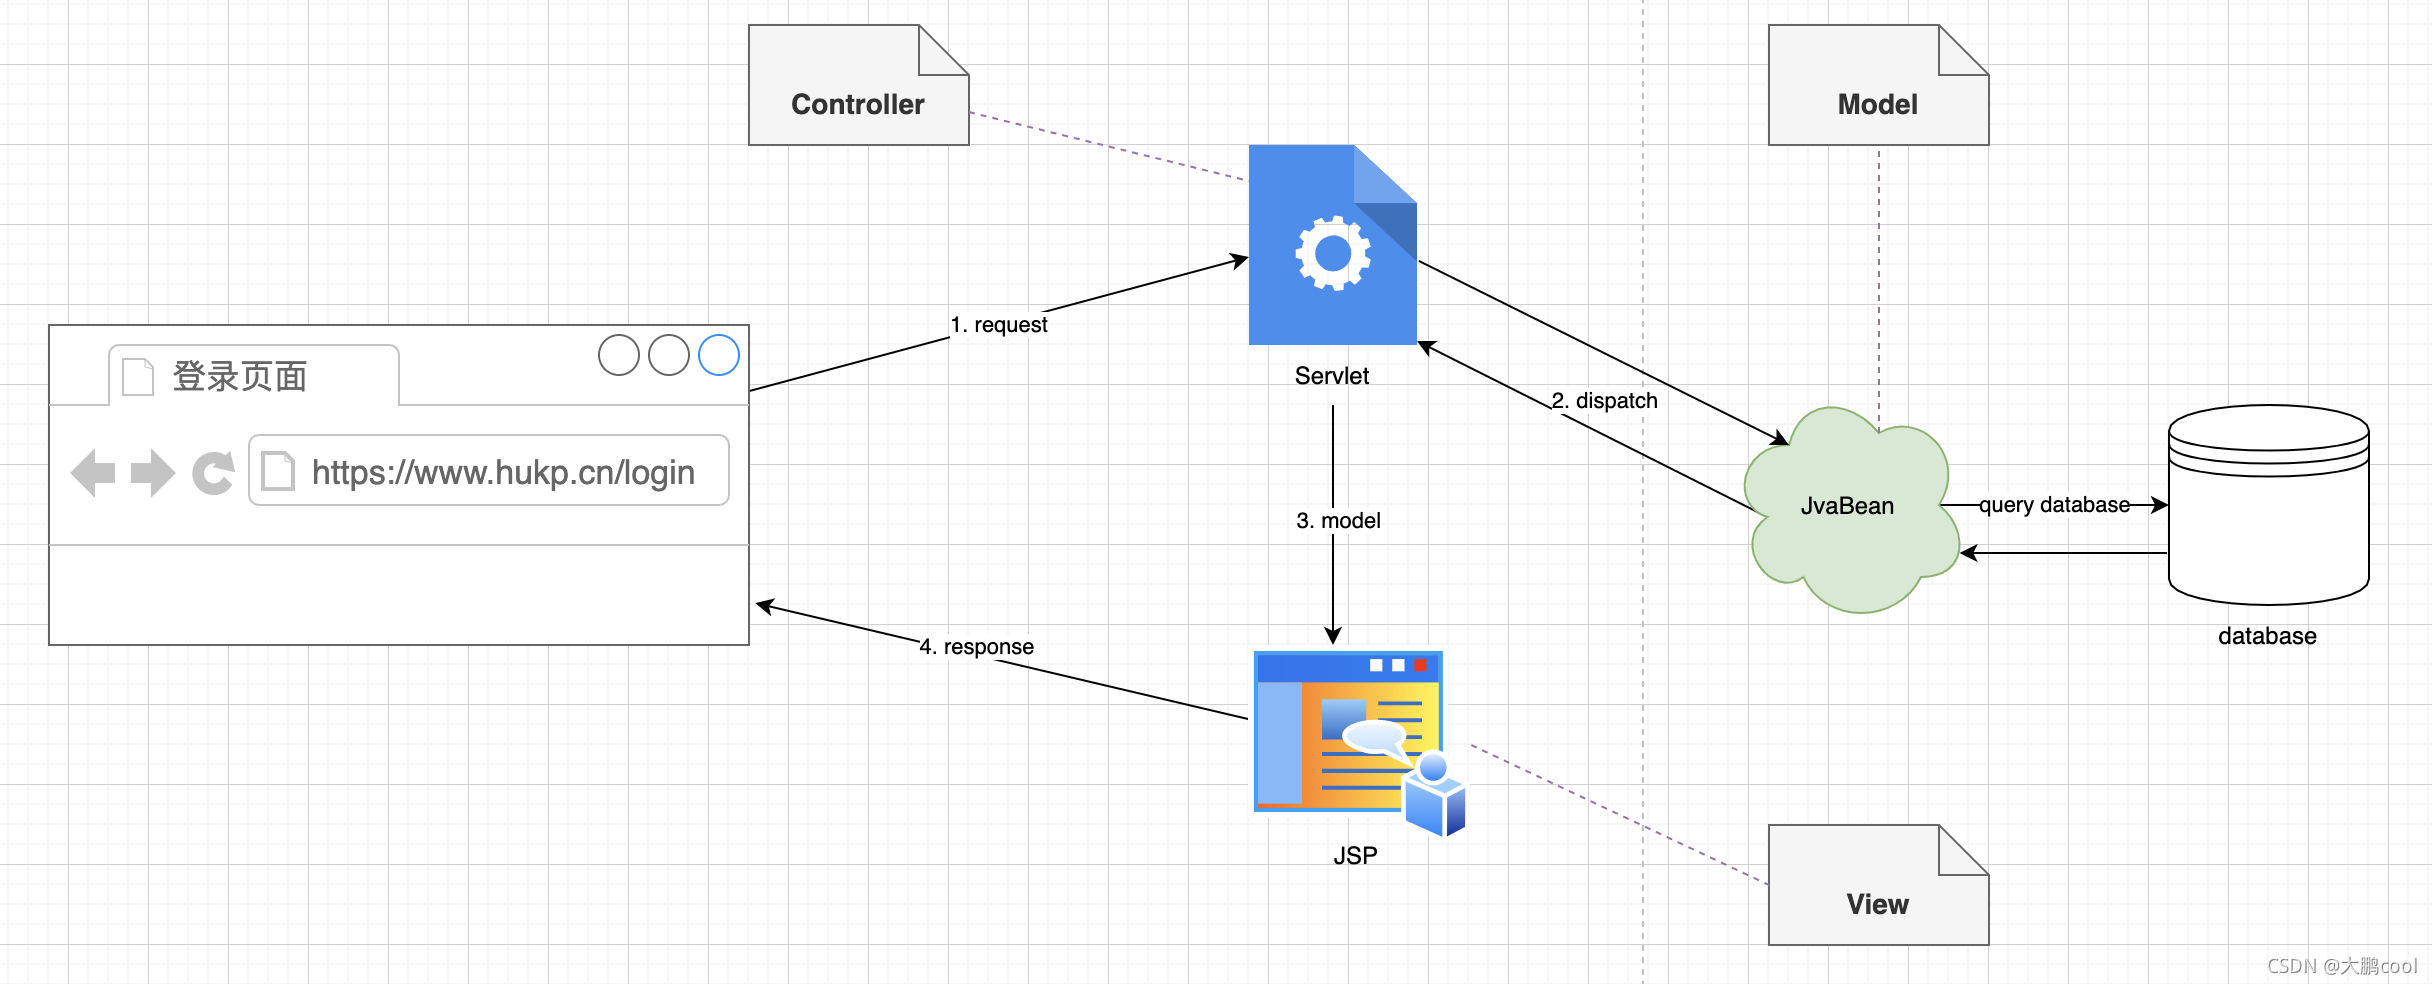 Controller
Model
1. request
登录页面
Servlet
2. dispatch
https://www.hukp.cn/login
JvaBean
query database
3. model
database
4. response
JSP
View
CSDN @大鹏cool